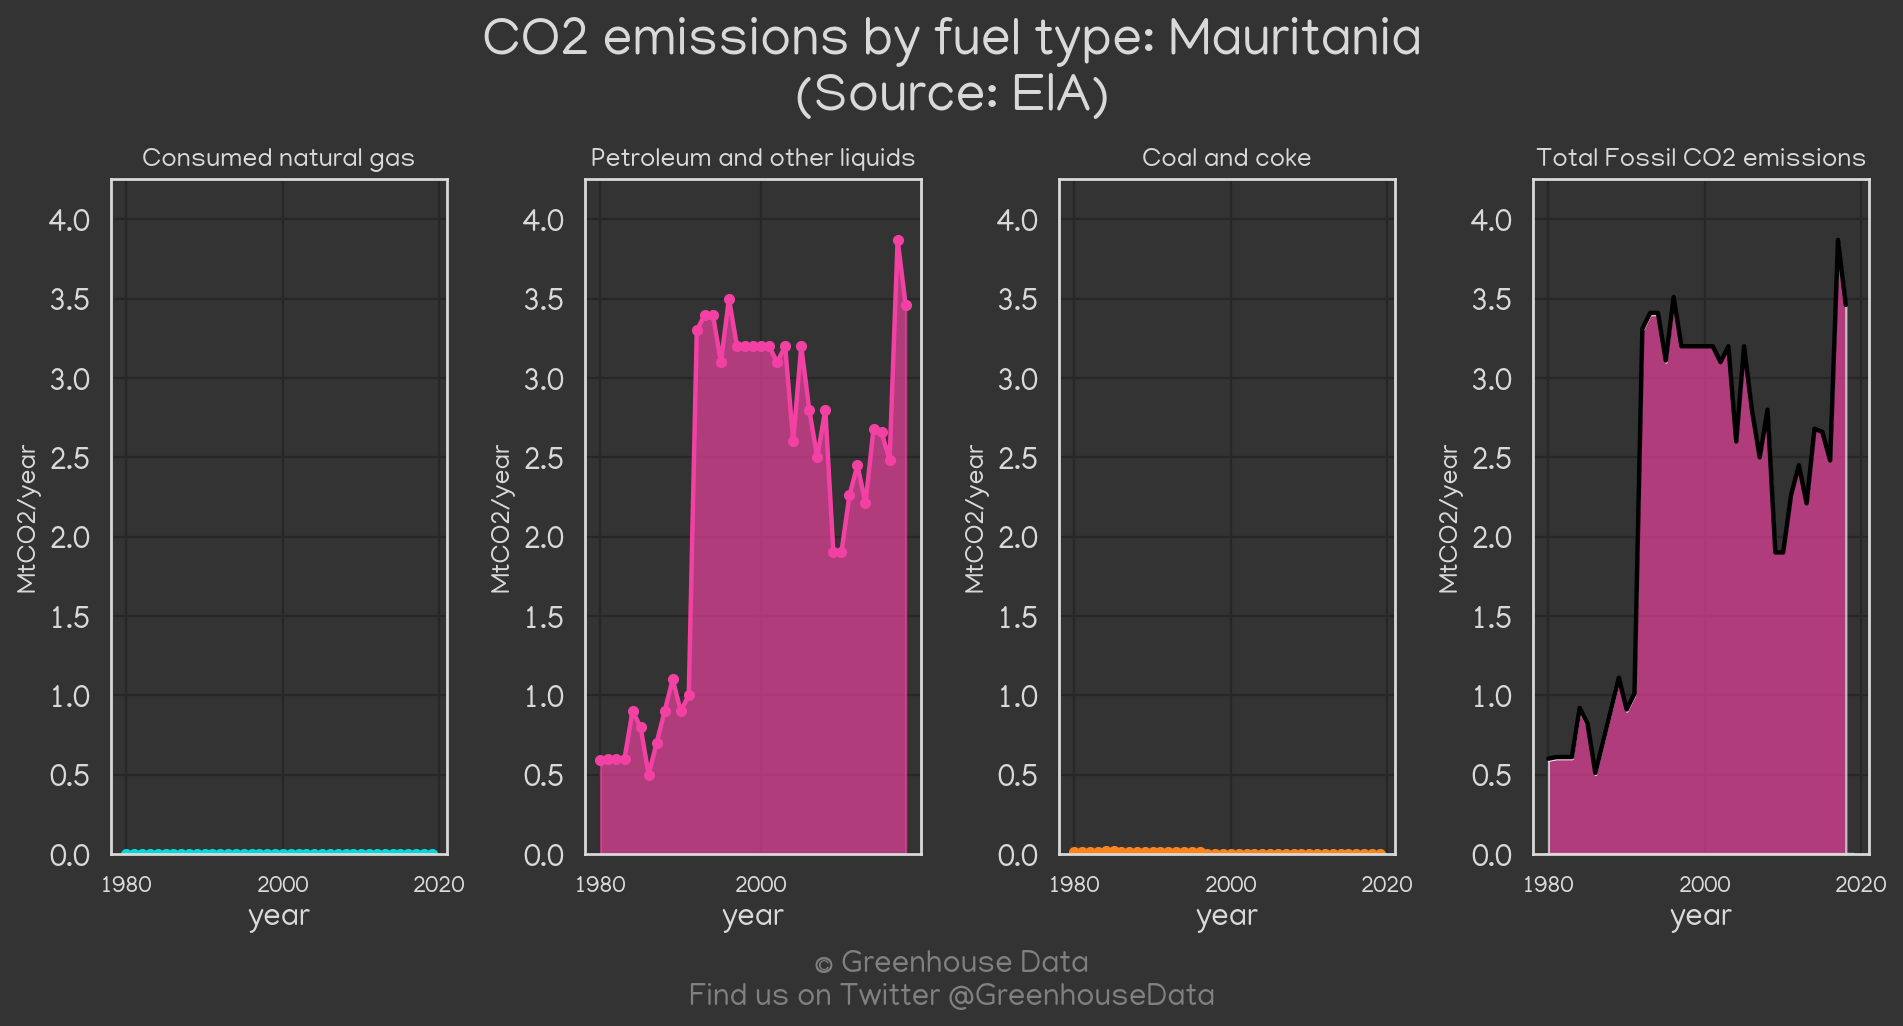 CO2 emissions by fuel type: Mauritania
(Source: EIA)
Consumed natural gas
4.0
3.5
3.0
2.5
2.0
1.5
1.0
0.5
0.0
MtCO2/year
1980 2000 2020
year
Petroleum and other liquids
4.0
3.5
3.0
2.5
2.0
1.5
1.0
0.5
0.0
MtCO2/year
1980 2000
year
Coal and coke
4.0
3.5
3.0
2.5
2.0
1.5
1.0
0.5
0.0
MtCO2/year
1980 2000 2020
year
Total Fossil CO2 emissions
4.0
3.5
3.0
2.5
2.0
1.5
1.0
0.5
0.0
MtCO2/year
1980 2000 2020
year
© Greenhouse Data
Find us on Twitter @GreenhouseData